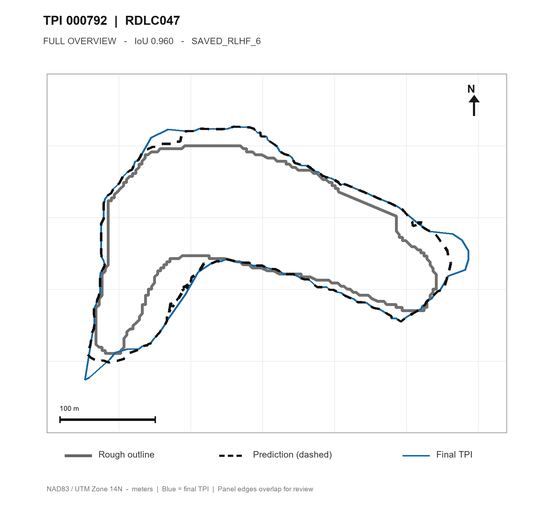 TPI 000792 | RDLC047
FULL OVERVIEW - IoU 0.960 - SAVED_RLHF_6
N
100 m
Rough outline Prediction (dashed) Final TPI
NAD83 / UTM Zone 14N - meters | Blue = final TPI | Panel edges overlap for review